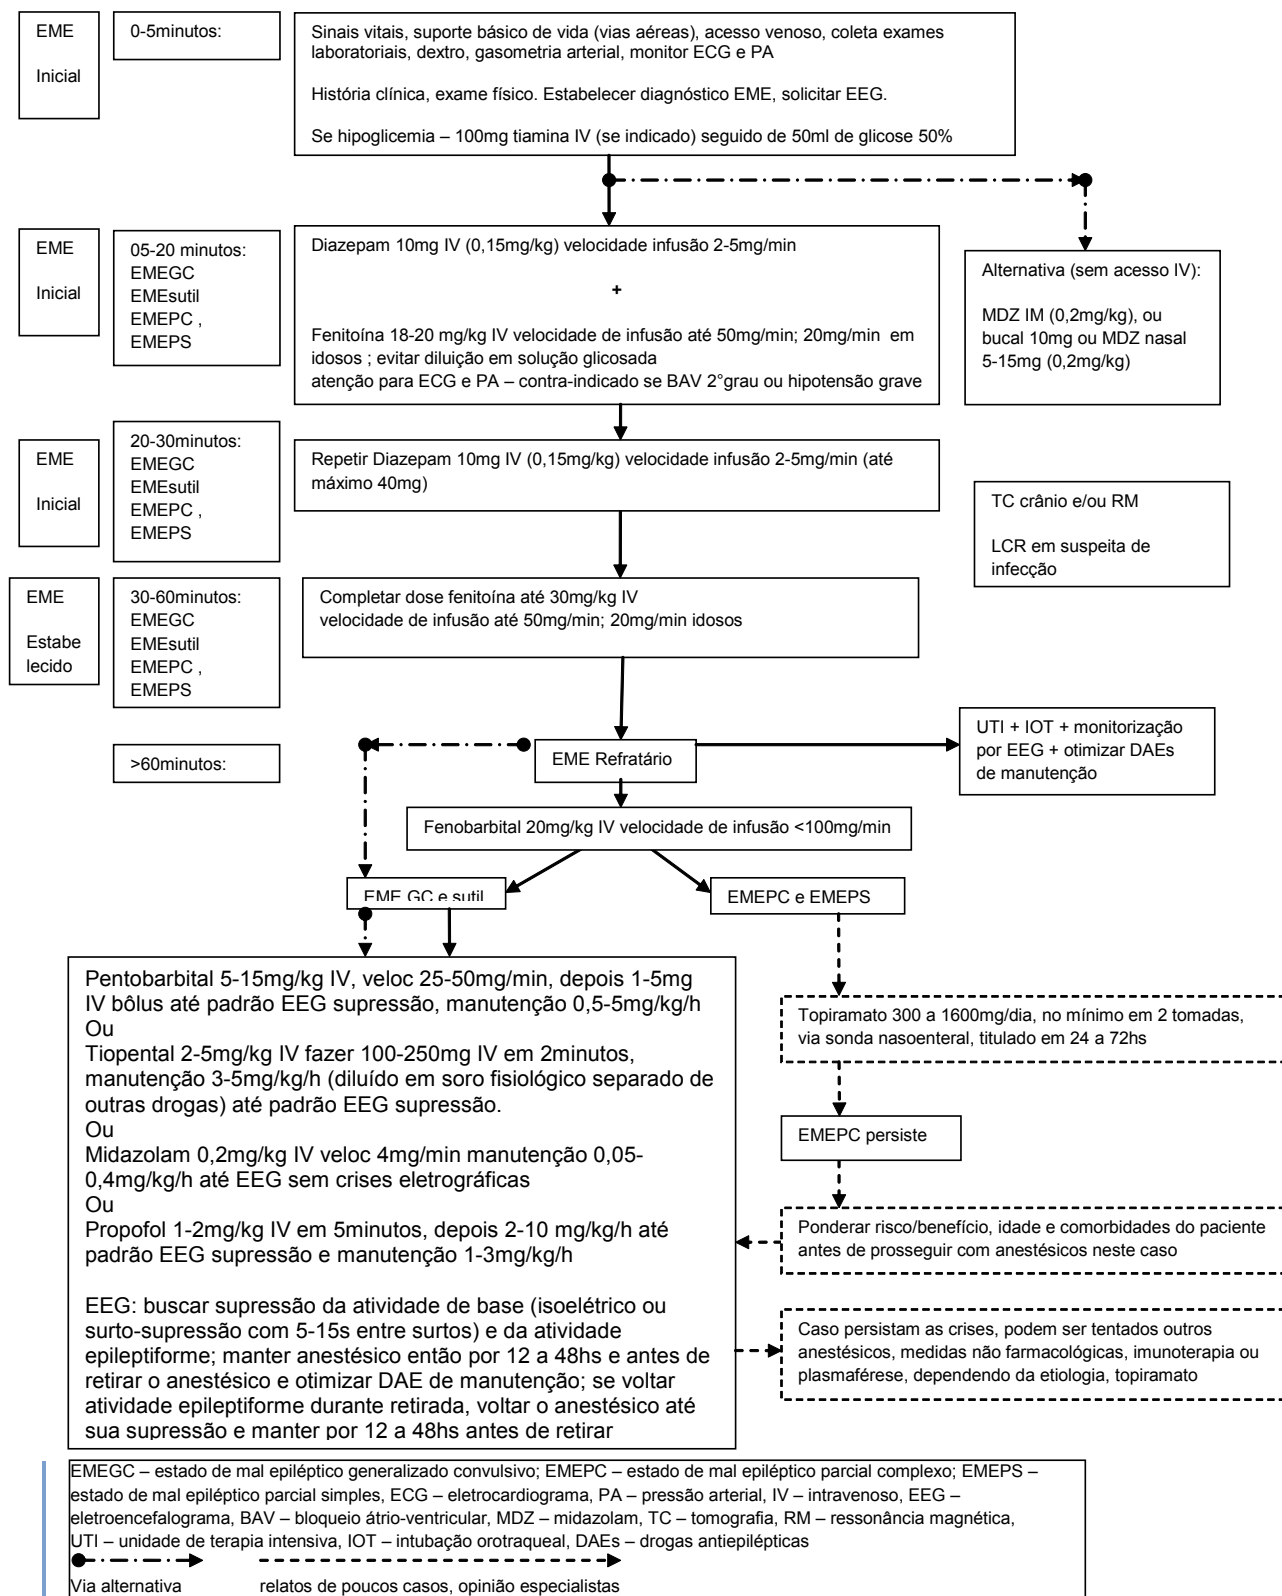 EME
Inicial
0-5minutos:
Sinais vitais, suporte básico de vida (vias aéreas), acesso venoso, coleta exames
laboratoriais, dextro, gasometria arterial, monitor ECG e PA
História clínica, exame físico. Estabelecer diagnóstico EME, solicitar EEG.
Se hipoglicemia – 100mg tiamina IV (se indicado) seguido de 50ml de glicose 50%
EME
Inicial
05-20 minutos:
EMEGC
EMEsutil
EMEPC ,
EMEPS
Diazepam 10mg IV (0,15mg/kg) velocidade infusão 2-5mg/min
+
Fenitoína 18-20 mg/kg IV velocidade de infusão até 50mg/min; 20mg/min em
idosos ; evitar diluição em solução glicosada
atenção para ECG e PA – contra-indicado se BAV 2°grau ou hipotensão grave
Alternativa (sem acesso IV):
MDZ IM (0,2mg/kg), ou
bucal 10mg ou MDZ nasal
5-15mg (0,2mg/kg)
EME
Inicial
20-30minutos:
EMEGC
EMEsutil
EMEPC ,
EMEPS
Repetir Diazepam 10mg IV (0,15mg/kg) velocidade infusão 2-5mg/min (até
máximo 40mg)
TC crânio e/ou RM
LCR em suspeita de
infecção
EME
Estabe
lecido
30-60minutos:
EMEGC
EMEsutil
EMEPC ,
EMEPS
Completar dose fenitoína até 30mg/kg IV
velocidade de infusão até 50mg/min; 20mg/min idosos
>60minutos:
EME Refratário
UTI + IOT + monitorização
por EEG + otimizar DAEs
de manutenção
Fenobarbital 20mg/kg IV velocidade de infusão <100mg/min
EME GC e sutil
EMEPC e EMEPS
Pentobarbital 5-15mg/kg IV, veloc 25-50mg/min, depois 1-5mg
IV bôlus até padrão EEG supressão, manutenção 0,5-5mg/kg/h
Ou
Tiopental 2-5mg/kg IV fazer 100-250mg IV em 2minutos,
manutenção 3-5mg/kg/h (diluído em soro fisiológico separado de
outras drogas) até padrão EEG supressão.
Ou
Midazolam 0,2mg/kg IV veloc 4mg/min manutenção 0,05-
0,4mg/kg/h até EEG sem crises eletrográficas
Ou
Propofol 1-2mg/kg IV em 5minutos, depois 2-10 mg/kg/h até
padrão EEG supressão e manutenção 1-3mg/kg/h
EEG: buscar supressão da atividade de base (isoelétrico ou
surto-supressão com 5-15s entre surtos) e da atividade
epileptiforme; manter anestésico então por 12 a 48hs e antes de
retirar o anestésico e otimizar DAE de manutenção; se voltar
atividade epileptiforme durante retirada, voltar o anestésico até
sua supressão e manter por 12 a 48hs antes de retirar
Topiramato 300 a 1600mg/dia, no mínimo em 2 tomadas,
via sonda nasoenteral, titulado em 24 a 72hs
EMEPC persiste
Ponderar risco/benefício, idade e comorbidades do paciente
antes de prosseguir com anestésicos neste caso
Caso persistam as crises, podem ser tentados outros
anestésicos, medidas não farmacológicas, imunoterapia ou
plasmaférese, dependendo da etiologia, topiramato
EMEGC – estado de mal epiléptico generalizado convulsivo; EMEPC – estado de mal epiléptico parcial complexo; EMEPS –
estado de mal epiléptico parcial simples, ECG – eletrocardiograma, PA – pressão arterial, IV – intravenoso, EEG –
eletroencefalograma, BAV – bloqueio átrio-ventricular, MDZ – midazolam, TC – tomografia, RM – ressonância magnética,
UTI – unidade de terapia intensiva, IOT – intubação orotraqueal, DAEs – drogas antiepilépticas
Via alternativa
relatos de poucos casos, opinião especialistas